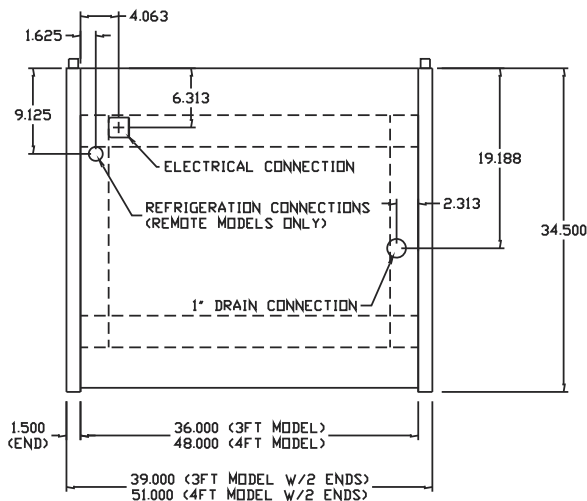 4.063
1.625
9.125
6.313
ELECTRICAL CONNECTION
19.188
REFRIGERATION CONNECTIONS
(REMOTE MODELS ONLY)
2.313
34.500
1" DRAIN CONNECTION
1.500
(END)
36.000 (3FT MODEL)
48.000 (4FT MODEL)
39.000 (3FT MODEL W/2 ENDS)
51.000 (4FT MODEL W/2 ENDS)